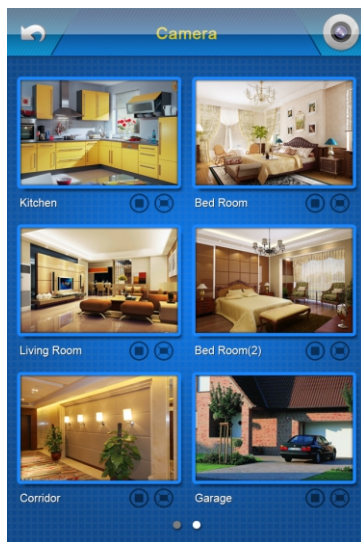 Camera
Kitchen
Bed Room
Living Room
Bed Room(2)
Corridor
Garage